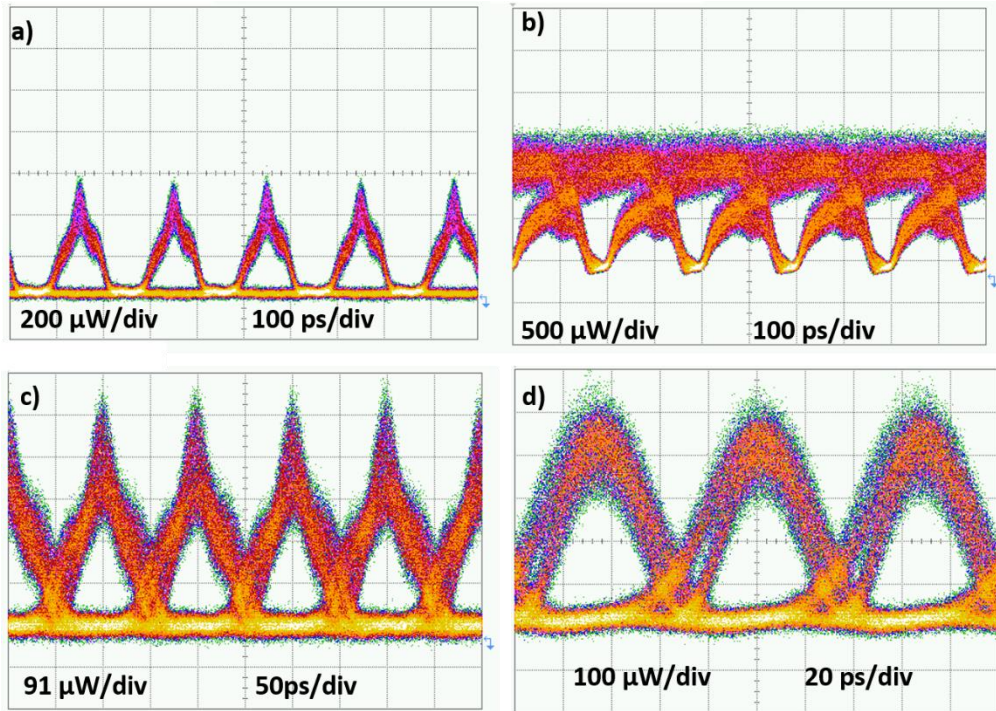 a)
200 µW/div 100 ps/div
b)
500 µW/div 100 ps/div
c)
91 µW/div 50ps/div
d)
100 µW/div 20 ps/div